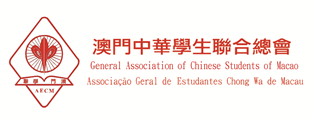 澳門中華學生聯合總會
General Association of Chinese Students of Macao
Associação Geral de Estudantes Chong Wa de Macau
AECM